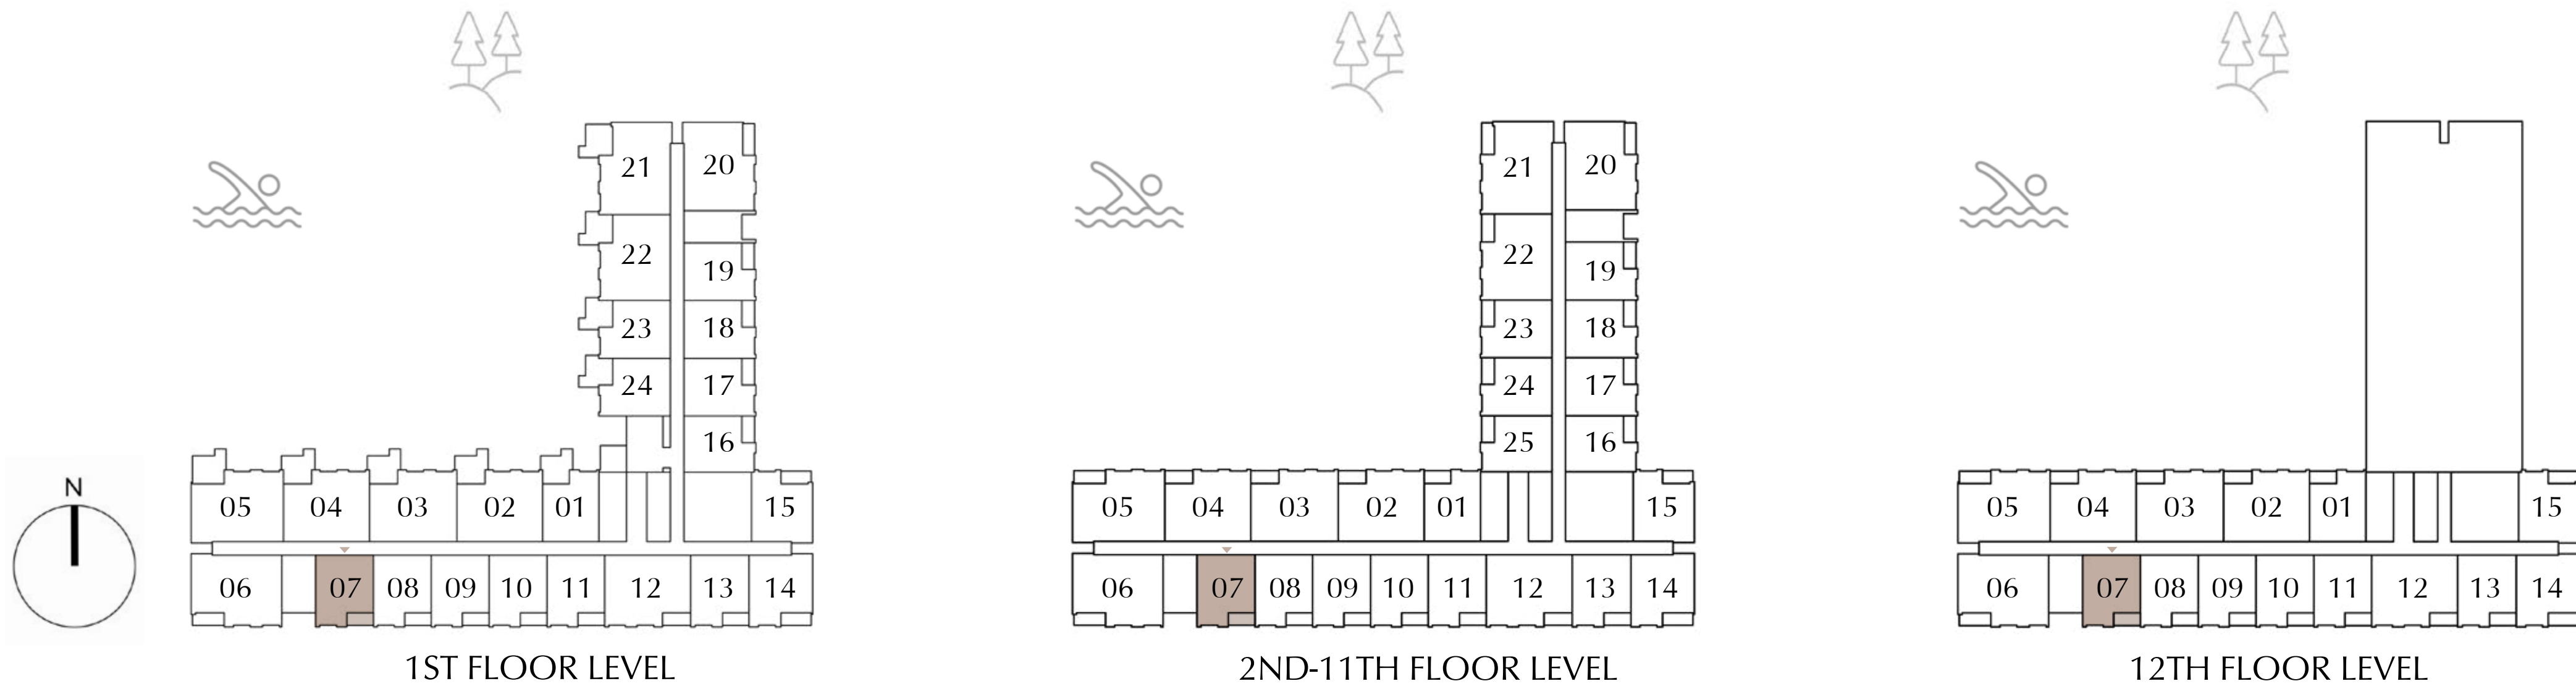 21 20 21 20
22 19 22 19
23 18 23 18
24 17 24 17
16 25 16
N
05 04 03 02 01 15 05 04 03 02 01 15 05 04 03 02 01 15
06 07 08 09 10 11 12 13 14 06 07 08 09 10 11 12 13 14 06 07 08 09 10 11 12 13 14
1ST FLOOR LEVEL 2ND-11TH FLOOR LEVEL 12TH FLOOR LEVEL